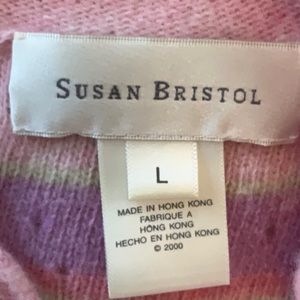 SUSAN BRISTOL
L
MADE IN HONG KONG
FABRIQUE A
HONG KONG
HECHO EN HONG KONG
© 2000